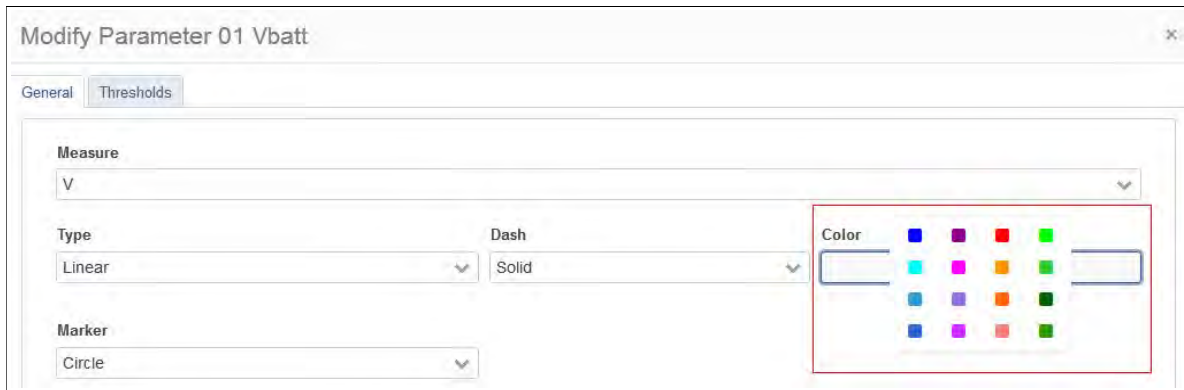 Modify Parameter 01 Vbatt
General Thresholds
Measure
V
Type Dash Color
Linear Solid
Marker
Circle